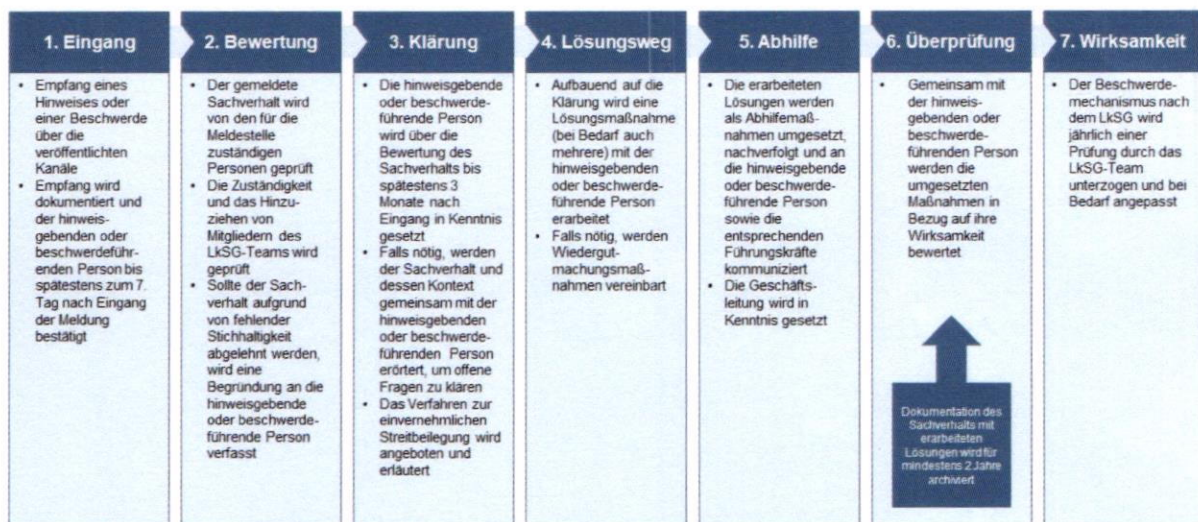 1. Eingang
• Empfang eines
Hinweises oder
einer Beschwerde
über die
veröffentlichten
Kanäle
• Empfang wird
dokumentiert und
der hinweis-
gebenden oder
beschwerdeführ-
enden Person bis
spätestens zum 7.
Tag nach Eingang
der Meldung
bestätigt
2. Bewertung
• Der gemeldete
Sachverhalt wird
von den für die
Meldestelle
zuständigen
Personen geprüft
• Die Zuständigkeit
und das Hinzu-
ziehen von
Mitgliedern des
LkSG-Teams wird
geprüft
• Sollte der Sach-
verhalt aufgrund
von fehlender
Stichhaltigkeit
abgelehnt werden,
wird eine
Begründung an die
hinweisgebende
oder beschwerde-
führende Person
verfasst
3. Klärung
• Die hinweisgebende
oder beschwerde-
führende Person
wird über die
Bewertung des
Sachverhalts bis
spätestens 3
Monate nach
Eingang in Kenntnis
gesetzt
• Falls nötig, werden
der Sachverhalt und
dessen Kontext
gemeinsam mit der
hinweisgebenden
oder beschwerde-
führenden Person
erörtert, um offene
Fragen zu klären
• Das Verfahren zur
einvernehmlichen
Streitbeilegung wird
angeboten und
erläutert
4. Lösungsweg
• Aufbauend auf die
Klärung wird eine
Lösungsmaßnahme
(bei Bedarf auch
mehrere) mit der
hinweisgebenden
oder beschwerde-
führende Person
erarbeitet
• Falls nötig, werden
Wiedergut-
machungsmaß-
nahmen vereinbart
5. Abhilfe
• Die erarbeiteten
Lösungen werden
als Abhilfemaß-
nahmen umgesetzt,
nachverfolgt und an
die hinweisgebende
oder beschwerde-
führende Person
sowie die
entsprechenden
Führungskräfte
kommuniziert
• Die Geschäfts-
leitung wird in
Kenntnis gesetzt
6. Überprüfung
• Gemeinsam mit
der hinweis-
gebenden oder
beschwerde-
führenden Person
werden die
umgesetzten
Maßnahmen in
Bezug auf ihre
Wirksamkeit
bewertet
Dokumentation des
Sachverhalts mit
erarbeiteten
Lösungen wird für
mindestens 2 Jahre
archiviert
7. Wirksamkeit
• Der Beschwerde-
mechanismus nach
dem LkSG wird
jährlich einer
Prüfung durch das
LkSG-Team
unterzogen und bei
Bedarf angepasst